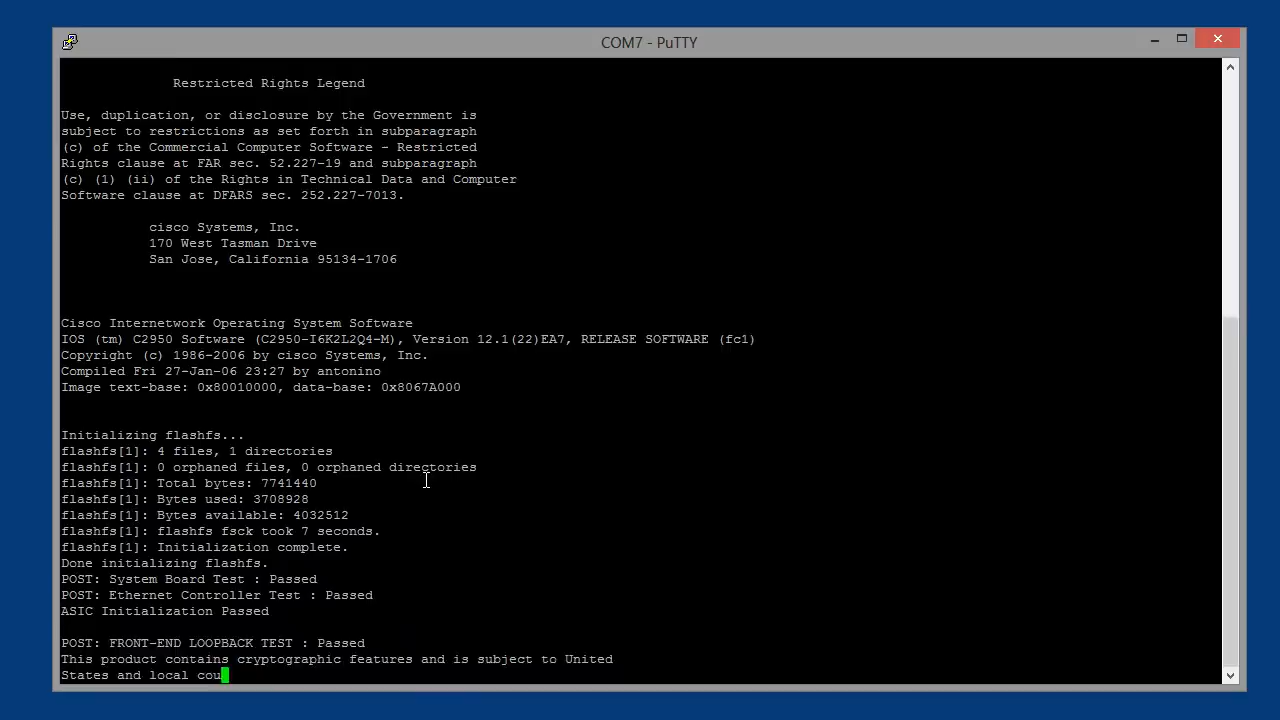 COM7 - PuTTY
Restricted Rights Legend
Use, duplication, or disclosure by the Government is
subject to restrictions as set forth in subparagraph
(c) of the Commercial Computer Software - Restricted
Rights clause at FAR sec. 52.227-19 and subparagraph
(c) (1) (ii) of the Rights in Technical Data and Computer
Software clause at DFARS sec. 252.227-7013.
cisco Systems, Inc.
170 West Tasman Drive
San Jose, California 95134-1706
Cisco Internetwork Operating System Software
IOS (tm) C2950 Software (C2950-I6K2L2Q4-M), Version 12.1(22)EA7, RELEASE SOFTWARE (fc1)
Copyright (c) 1986-2006 by cisco Systems, Inc.
Compiled Fri 27-Jan-06 23:27 by antonino
Image text-base: 0x80010000, data-base: 0x8067A000
Initializing flashfs...
flashfs[1]: 4 files, 1 directories
flashfs[1]: 0 orphaned files, 0 orphaned directories
flashfs[1]: Total bytes: 7741440
flashfs[1]: Bytes used: 3708928
flashfs[1]: Bytes available: 4032512
flashfs[1]: flashfs fsck took 7 seconds.
flashfs[1]: Initialization complete.
Done initializing flashfs.
POST: System Board Test : Passed
POST: Ethernet Controller Test : Passed
ASIC Initialization Passed
POST: FRONT-END LOOPBACK TEST : Passed
This product contains cryptographic features and is subject to United
States and local cou